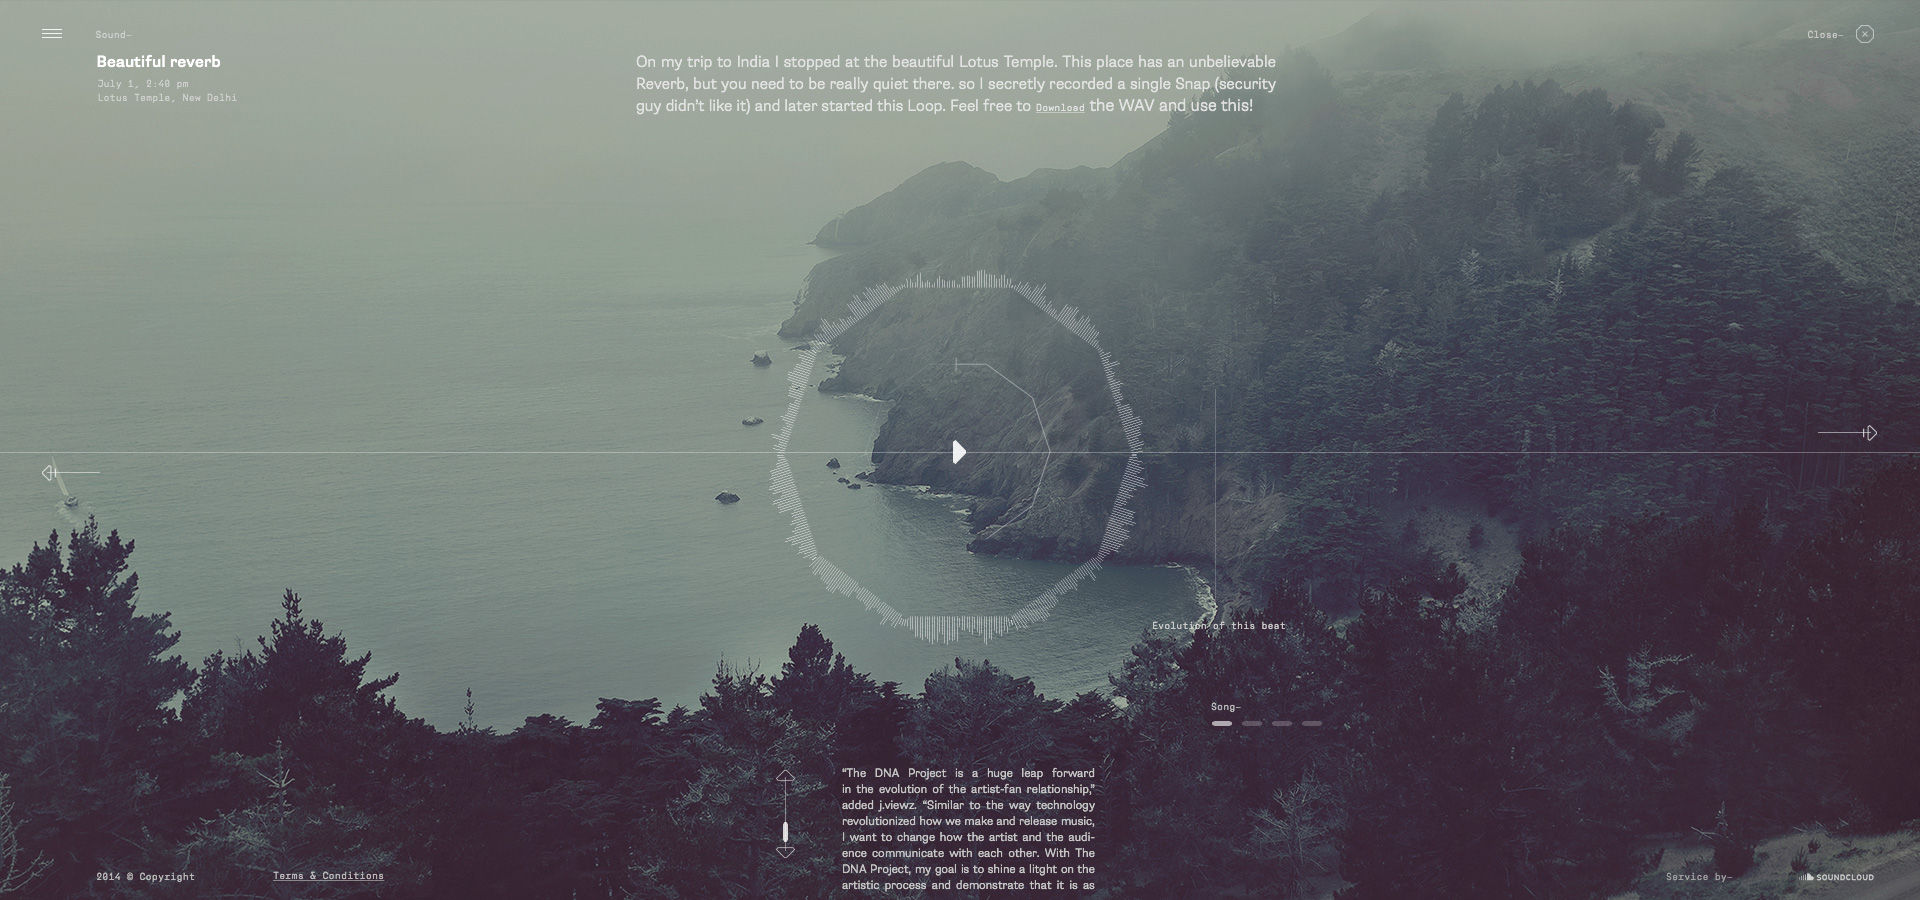 Sound–
Close–
Beautiful reverb
July 1, 2:40 pm
Lotus Temple, New Delhi
On my trip to India I stopped at the beautiful Lotus Temple. This place has an unbelievable
Reverb, but you need to be really quiet there. so I secretly recorded a single Snap (security
guy didn't like it) and later started this Loop. Feel free to Download the WAV and use this!
Evolution of this beat
Song–
“The DNA Project is a huge leap forward
in the evolution of the artist-fan relationship,”
added j.viewz. “Similar to the way technology
revolutionized how we make and release music,
I want to change how the artist and the audi-
ence communicate with each other. With The
DNA Project, my goal is to shine a litght on the
artistic process and demonstrate that it is as
2014 © Copyright
Terms & Conditions
Service by–
SOUNDCLOUD